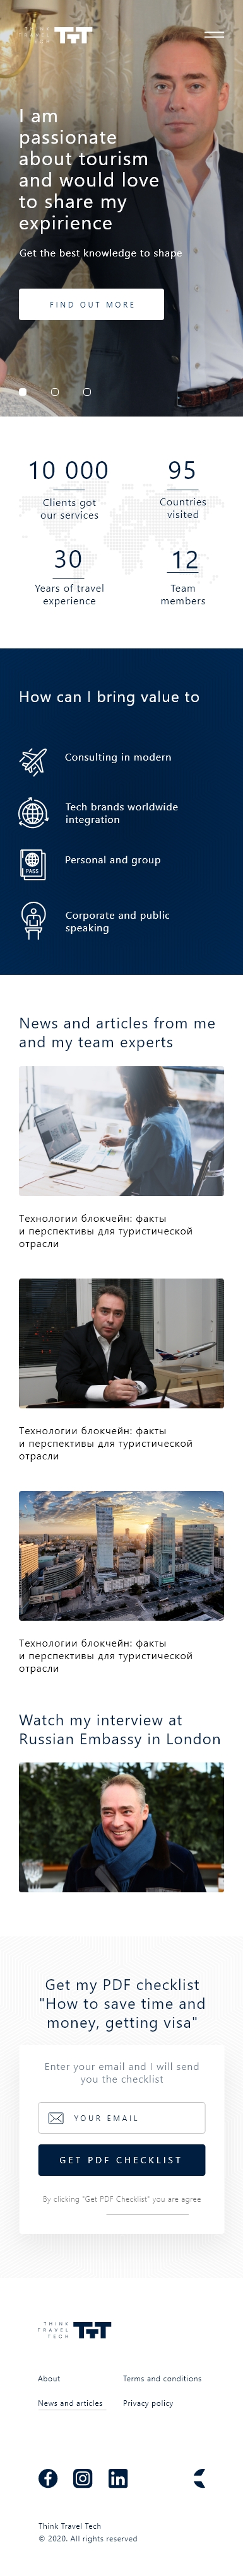 THINK
TRAVEL
TECH
TTT
I am
passionate
about tourism
and would love
to share my
expirience
Get the best knowledge to shape
FIND OUT MORE
10 000
Clients got
our services
95
Countries
visited
30
Years of travel
experience
12
Team
members
How can I bring value to
Consulting in modern
Tech brands worldwide
integration
PASS
Personal and group
Corporate and public
speaking
News and articles from me
and my team experts
Технологии блокчейн: факты
и перспективы для туристической
отрасли
Технологии блокчейн: факты
и перспективы для туристической
отрасли
Технологии блокчейн: факты
и перспективы для туристической
отрасли
Watch my interview at
Russian Embassy in London
Get my PDF checklist
"How to save time and
money, getting visa"
Enter your email and I will send
you the checklist
YOUR EMAIL
GET PDF CHECKLIST
By clicking "Get PDF Checklist" you are agree
THINK
TRAVEL
TECH
TTT
About
Terms and conditions
News and articles
Privacy policy
Think Travel Tech
© 2020. All rights reserved